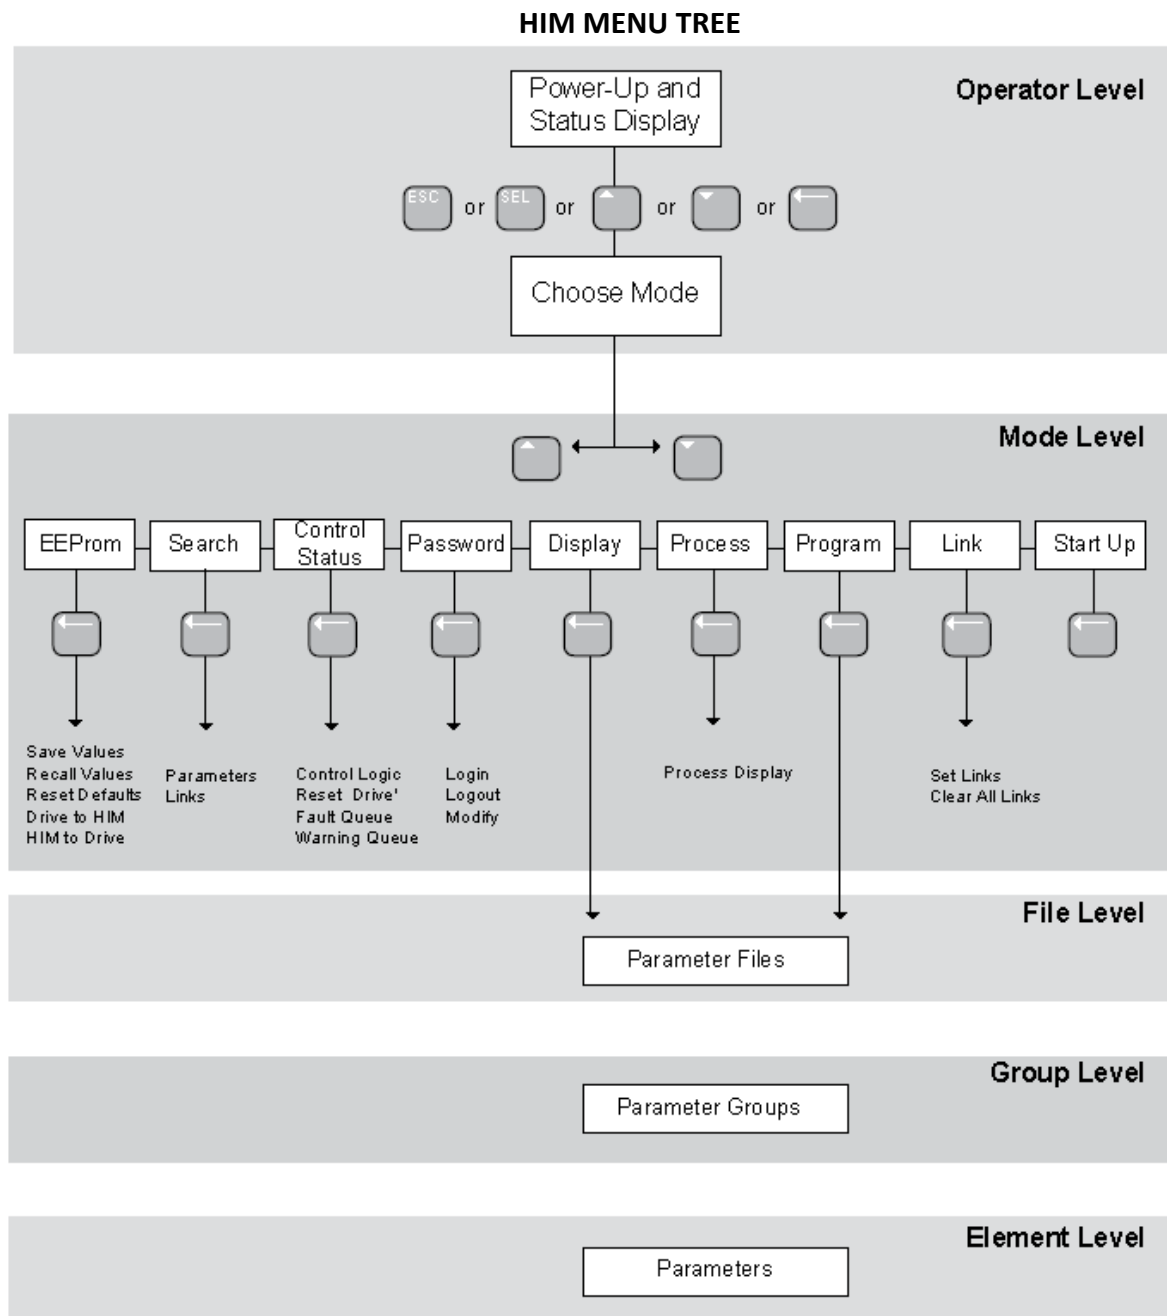 HIM MENU TREE
Operator Level
Power-Up and
Status Display
ESC or SEL or or or
Choose Mode
Mode Level
EEProm
Search
Control
Status
Password
Display
Process
Program
Link
Start Up
Save Values
Recall Values
Reset Defaults
Drive to HIM
HIM to Drive
Parameters
Links
Control Logic
Reset Drive'
Fault Queue
Warning Queue
Login
Logout
Modify
Process Display
Set Links
Clear All Links
File Level
Parameter Files
Group Level
Parameter Groups
Element Level
Parameters